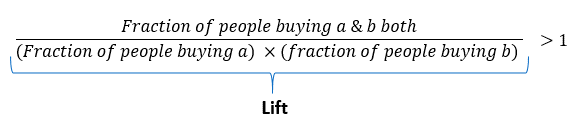 Fraction of people buying a & b both
(Fraction of people buying a) × (fraction of people buying b) > 1
Lift